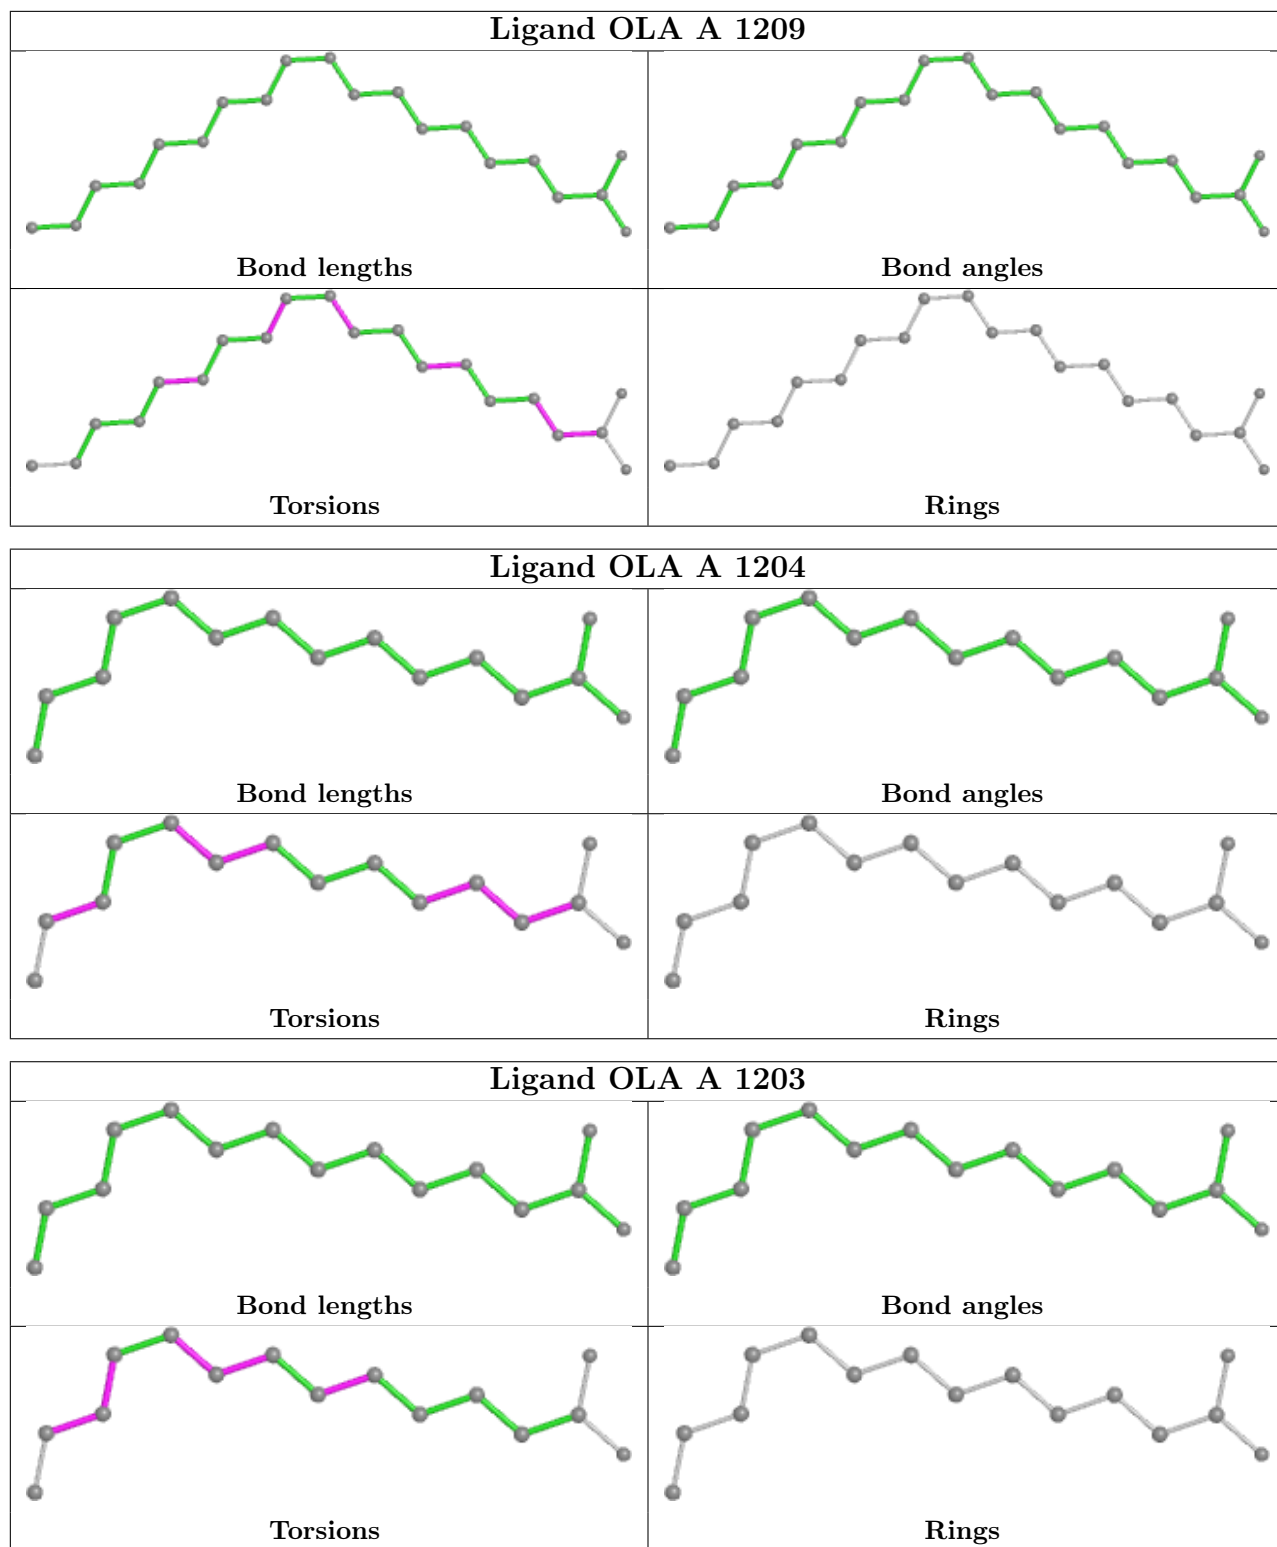 Ligand OLA A 1209
Bond lengths
Bond angles
Torsions
Rings
Ligand OLA A 1204
Bond lengths
Bond angles
Torsions
Rings
Ligand OLA A 1203
Bond lengths
Bond angles
Torsions
Rings